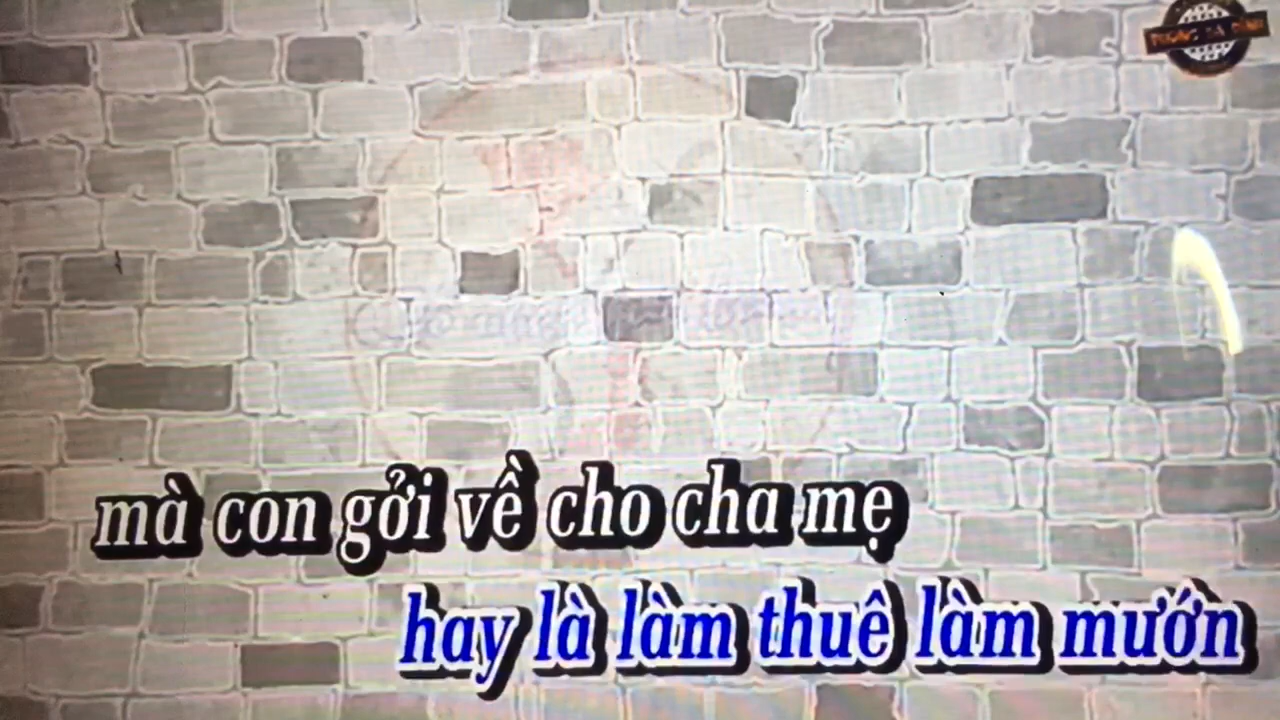 mà con gởi về cho cha mẹ
hay là làm thuê làm mướn